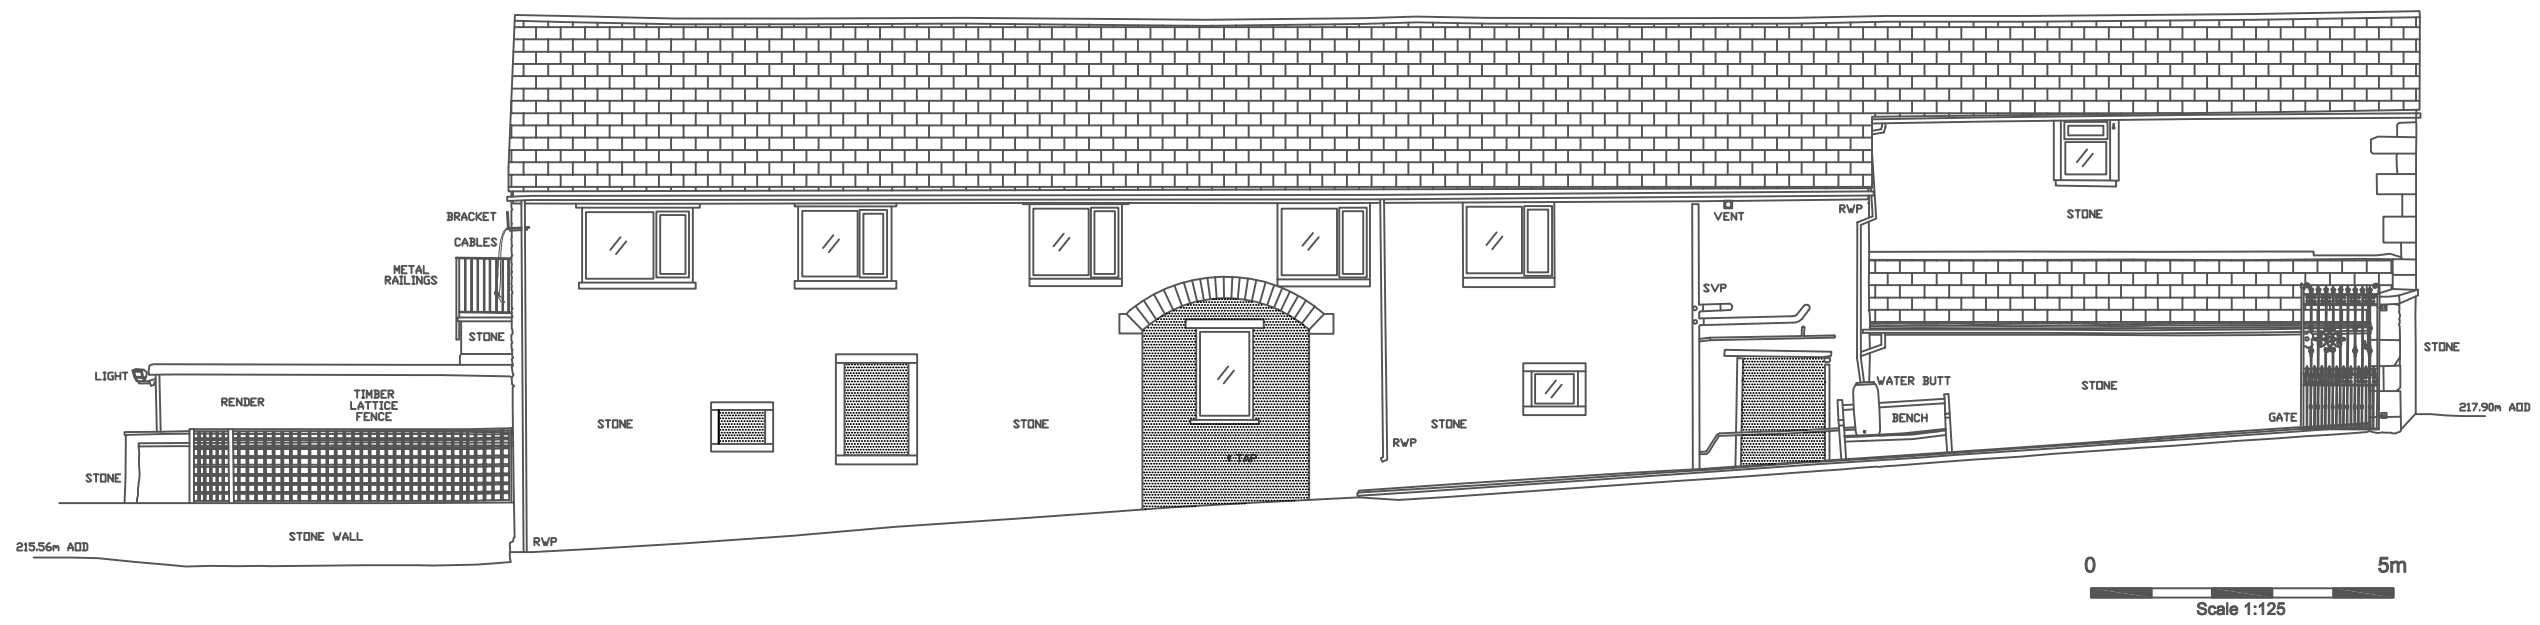 BRACKET
CABLES
METAL
RAILINGS
STONE
LIGHT
RENDER
TIMBER
LATTICE
FENCE
STONE
STONE WALL
215.56m AOD
RWP
STONE
STONE
TAP
RWP
STONE
SVP
VENT
RWP
STONE
WATER BUTT
BENCH
STONE
GATE
STONE
217.90m AOD
0 5m
Scale 1:125